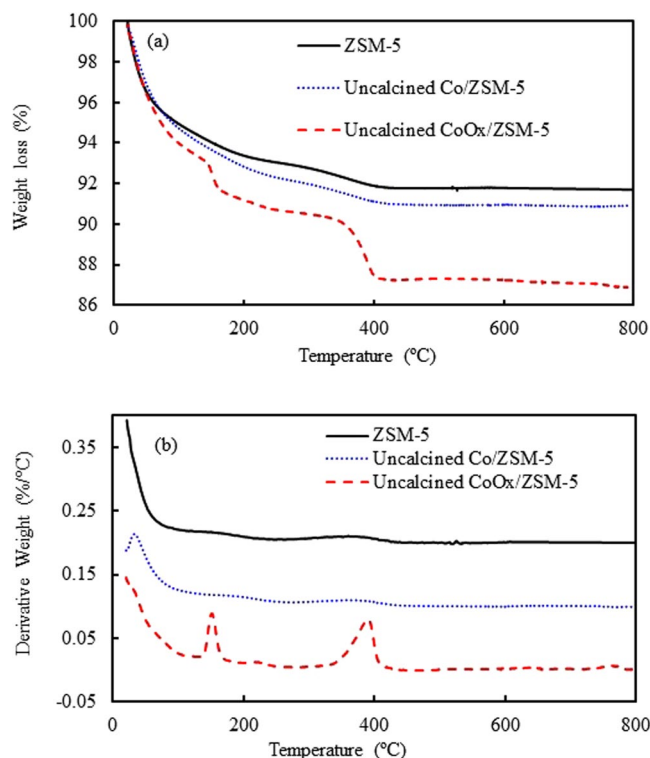 100
98
96
94
92
90
88
86
Weight loss (%)
(a)
ZSM-5
Uncalcined Co/ZSM-5
Uncalcined CoOx/ZSM-5
0
200
400
600
800
Temperature (ºC)
0.35
0.25
0.15
0.05
-0.05
Derivative Weight (%/ºC)
(b)
ZSM-5
Uncalcined Co/ZSM-5
Uncalcined CoOx/ZSM-5
0
200
400
600
800
Temperature (ºC)